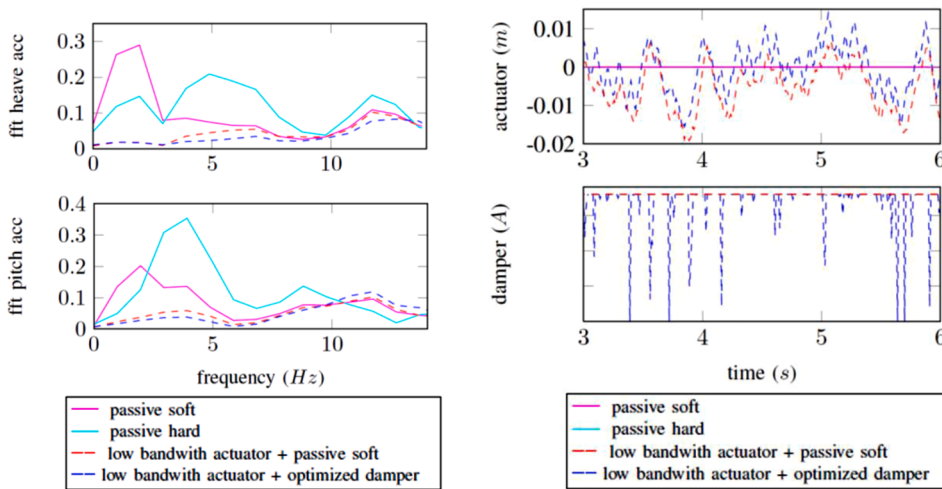 fft heave acc
0.3
0.2
0.1
0
0
5
10
fft pitch acc
0.4
0.3
0.2
0.1
0
0
5
10
frequency (Hz)
passive soft
passive hard
low bandwith actuator + passive soft
low bandwith actuator + optimized damper
actuator (m)
0.01
0
-0.01
-0.02
3
4
5
6
damper (A)
3
4
5
6
time (s)
passive soft
passive hard
low bandwith actuator + passive soft
low bandwith actuator + optimized damper